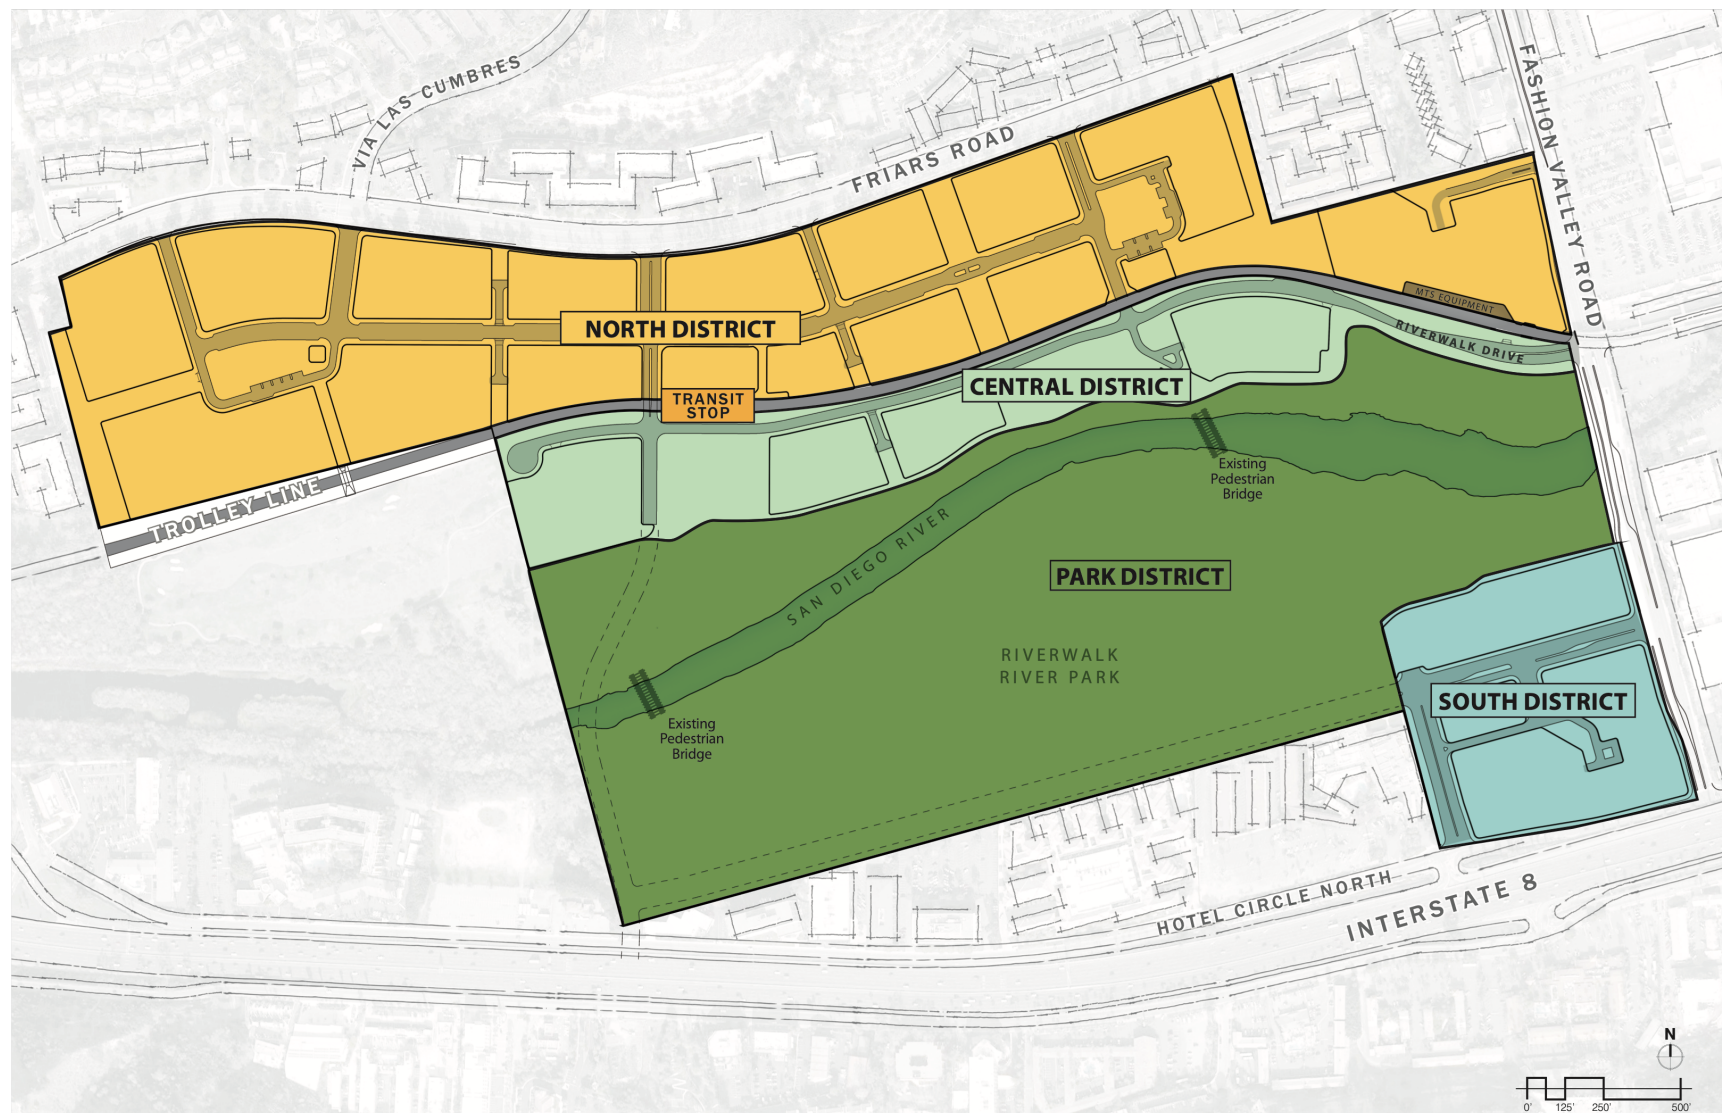 VIA LAS CUMBRES
FRIARS ROAD
FASHION VALLEY ROAD
MTS EQUIPMENT
NORTH DISTRICT
RIVERWALK DRIVE
CENTRAL DISTRICT
TRANSIT
STOP
TROLLEY LINE
Existing
Pedestrian
Bridge
SAN DIEGO RIVER
PARK DISTRICT
RIVERWALK
RIVER PARK
SOUTH DISTRICT
Existing
Pedestrian
Bridge
HOTEL CIRCLE NORTH
INTERSTATE 8
N
0' 125' 250' 500'